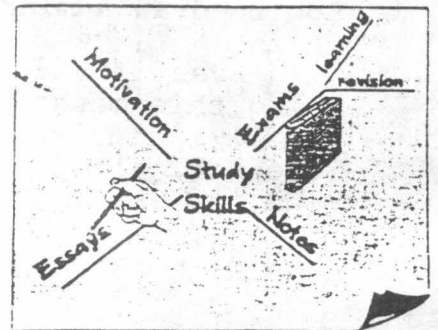 Motivation
Exams
learning
revision
Study
Skills
Essays
Notes